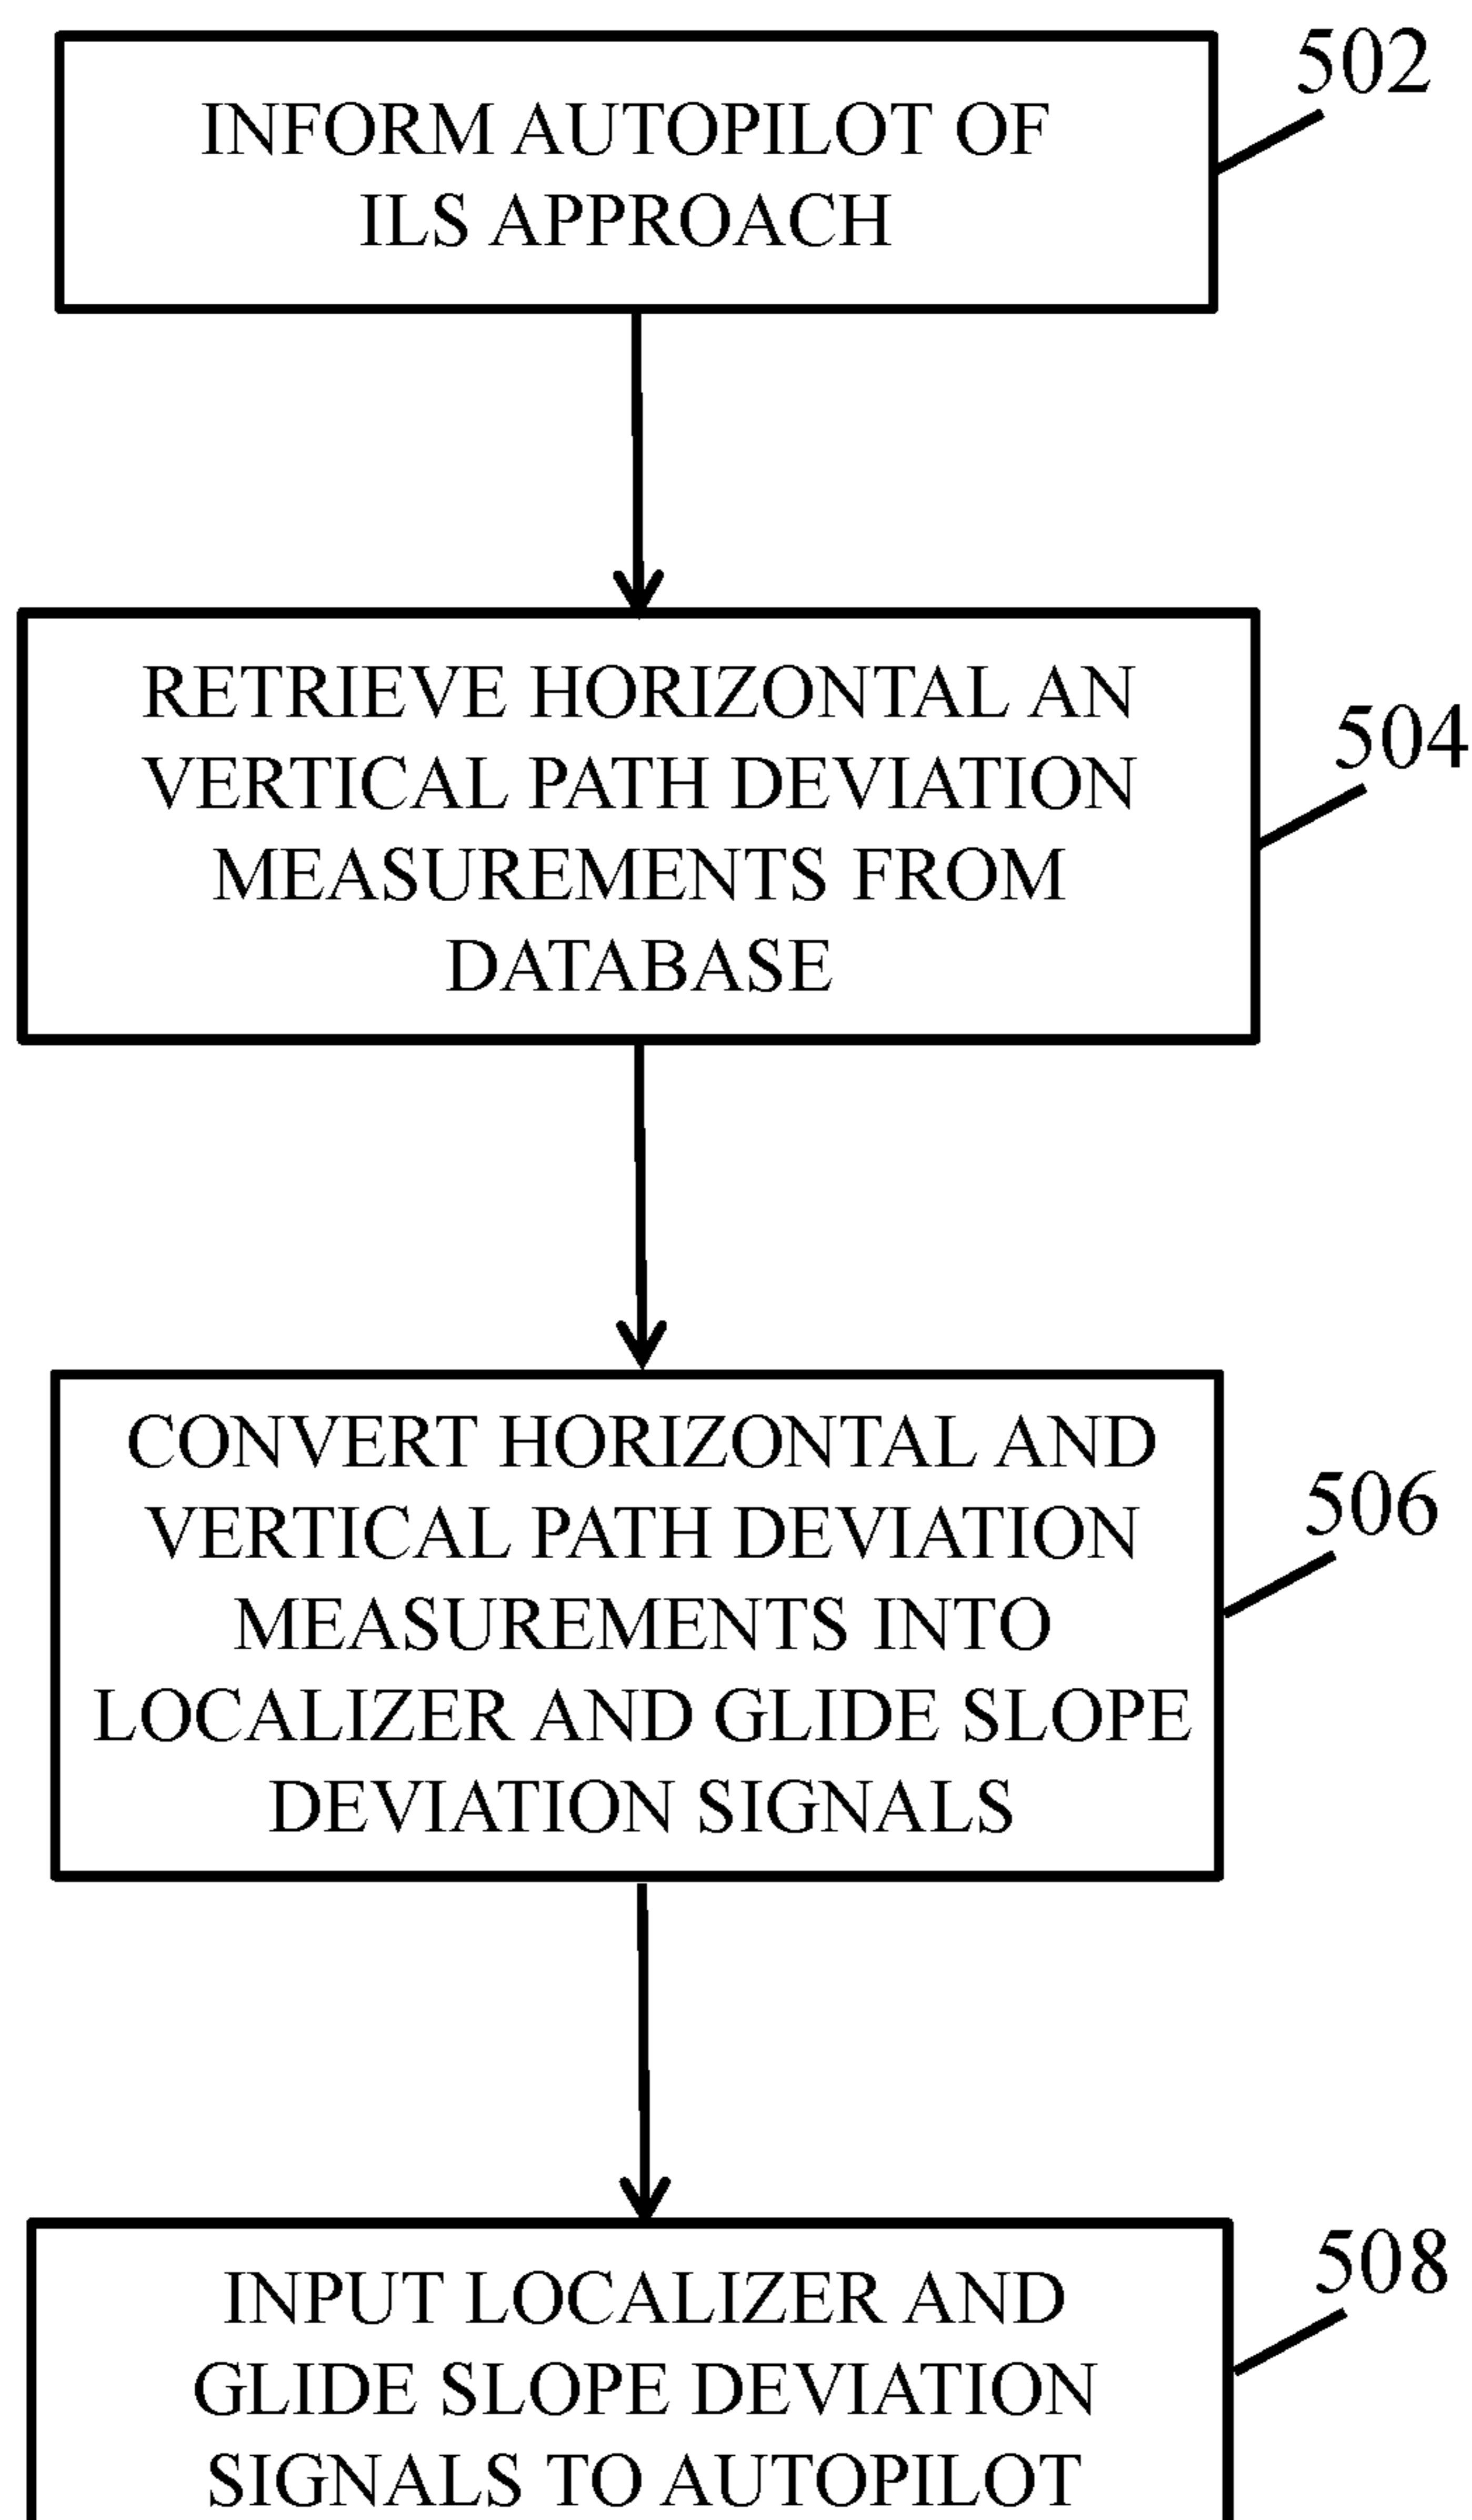 502
INFORM AUTOPILOT OF
ILS APPROACH
504
RETRIEVE HORIZONTAL AN
VERTICAL PATH DEVIATION
MEASUREMENTS FROM
DATABASE
506
CONVERT HORIZONTAL AND
VERTICAL PATH DEVIATION
MEASUREMENTS INTO
LOCALIZER AND GLIDE SLOPE
DEVIATION SIGNALS
508
INPUT LOCALIZER AND
GLIDE SLOPE DEVIATION
SIGNALS TO AUTOPILOT